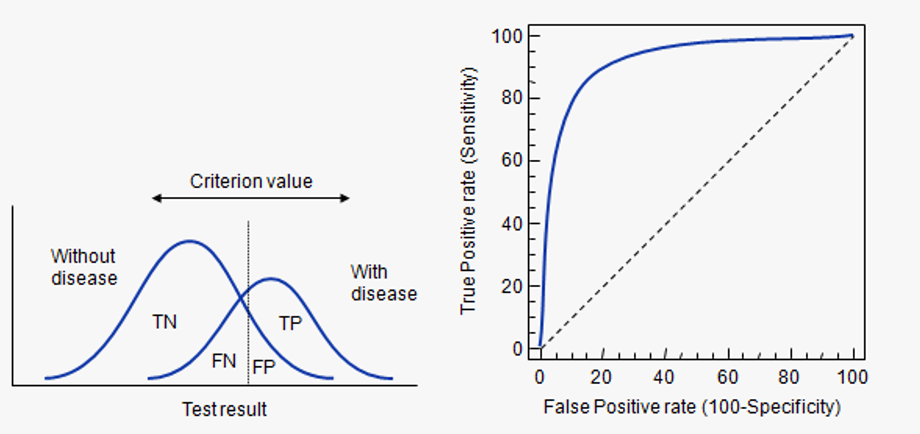 Criterion value
Without
disease
With
disease
TN
TP
FN
FP
Test result
True Positive rate (Sensitivity)
100
80
60
40
20
0
0
20
40
60
80
100
False Positive rate (100-Specificity)